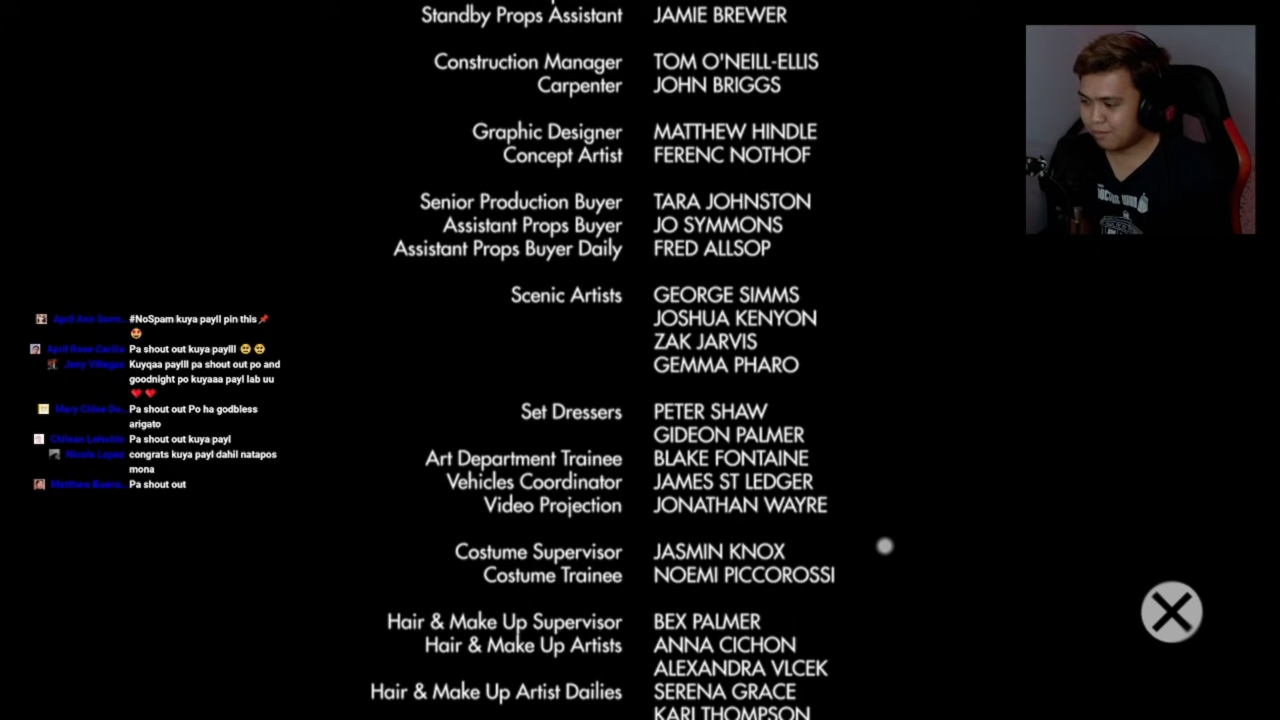 Standby Props Assistant JAMIE BREWER
Construction Manager TOM O'NEILL-ELLIS
Carpenter JOHN BRIGGS
Graphic Designer MATTHEW HINDLE
Concept Artist FERENC NOTHOF
Senior Production Buyer TARA JOHNSTON
Assistant Props Buyer JO SYMMONS
Assistant Props Buyer Daily FRED ALLSOP
Scenic Artists GEORGE SIMMS
JOSHUA KENYON
ZAK JARVIS
GEMMA PHARO
Set Dressers PETER SHAW
GIDEON PALMER
Art Department Trainee BLAKE FONTAINE
Vehicles Coordinator JAMES ST LEDGER
Video Projection JONATHAN WAYRE
Costume Supervisor JASMIN KNOX
Costume Trainee NOEMI PICCOROSSI
Hair & Make Up Supervisor BEX PALMER
Hair & Make Up Artists ANNA CICHON
ALEXANDRA VLCEK
Hair & Make Up Artist Dailies SERENA GRACE
KARI THOMPSON
#NoSpam kuya payll pin this📌
😍
Pa shout out kuya paylll 🥺 🥺
Jeny Villegas Kuyqaa paylll pa shout out po and
goodnight po kuyaaa payl lab uu
❤️ ❤️
Pa shout out Po ha godbless
arigato
Pa shout out kuya payl
Nicole Lopez congrats kuya payl dahil natapos
mona
Pa shout out